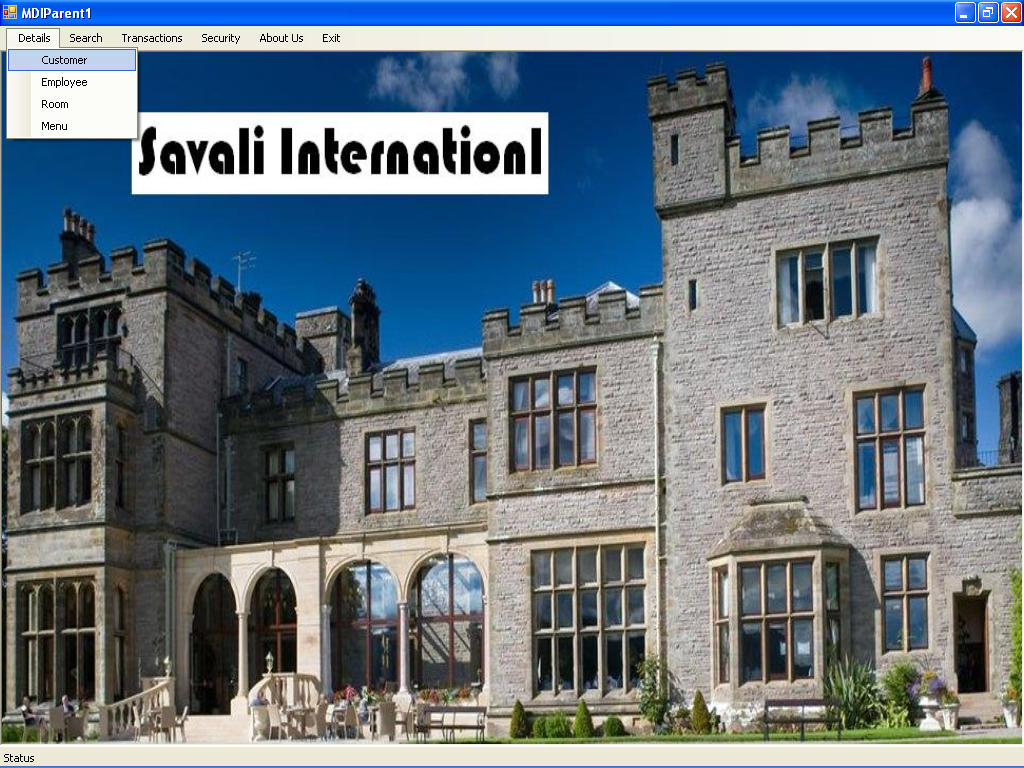 MDIParent1
Details Search Transactions Security About Us Exit
Customer
Employee
Room
Menu
Savali Internationl
Status